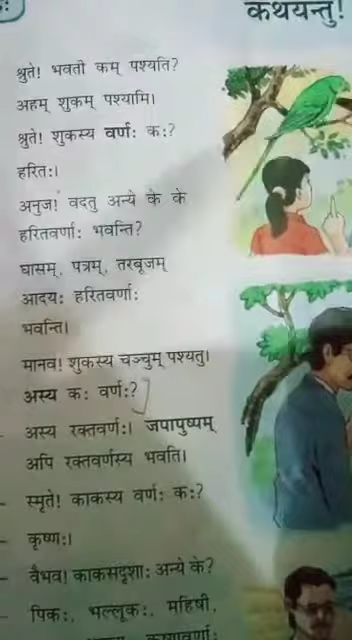 कथयन्तु!
श्रुते! भवती कम् पश्यति?
अहम् शुकम् पश्यामि।
श्रुते! शुकस्य वर्णः कः?
हरितः।
अनुज! वदतु अन्ये के के
हरितवर्णाः भवन्ति?
घासम्, पत्रम्, तरबूजम्
आदयः हरितवर्णाः
भवन्ति।
मानव! शुकस्य चञ्चुम् पश्यतु।
अस्य कः वर्णः?
अस्य रक्तवर्णः। जपापुष्पम्
अपि रक्तवर्णस्य भवति।
स्मृते! काकस्य वर्णः कः?
कृष्णः।
वैभव! काकसदृशाः अन्ये के?
पिकः, भल्लूकः, महिषी,
कृष्णवर्णाः